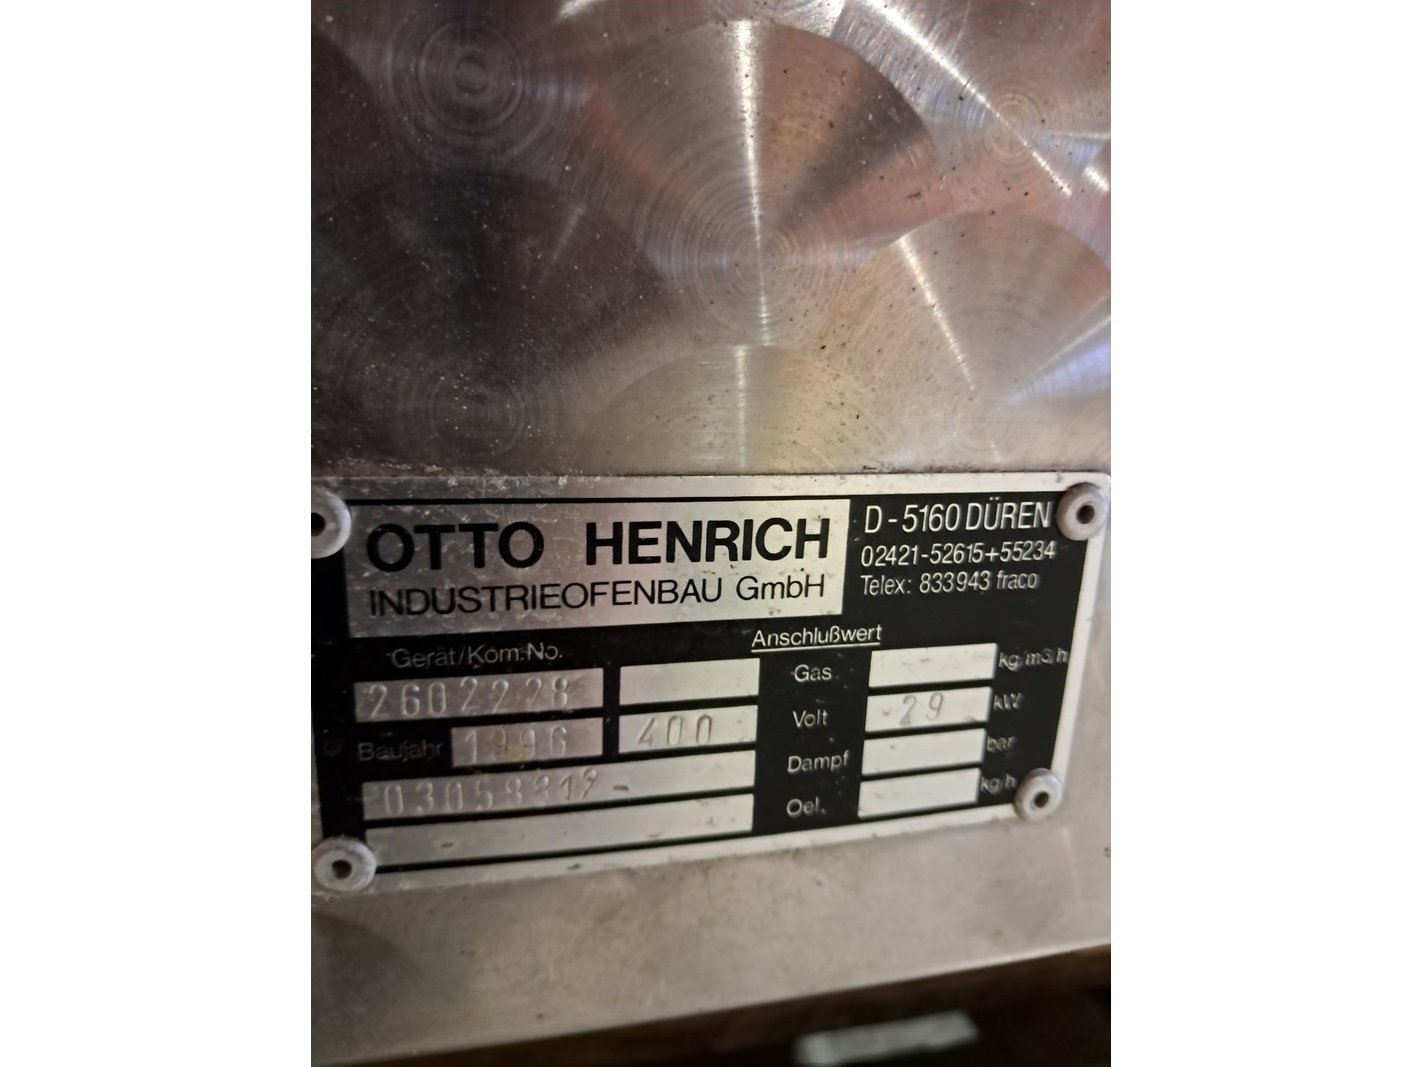 OTTO HENRICH
INDUSTRIEOFENBAU GmbH
D-5160 DÜREN
02421-52615+55234
Telex: 833943 fraco
Anschlußwert
Gerät/Kom.No.
2602228
Gas kg/m3/h
Baujahr 1996
400 Volt 29 kW
Dampf bar
Oel. kg/h